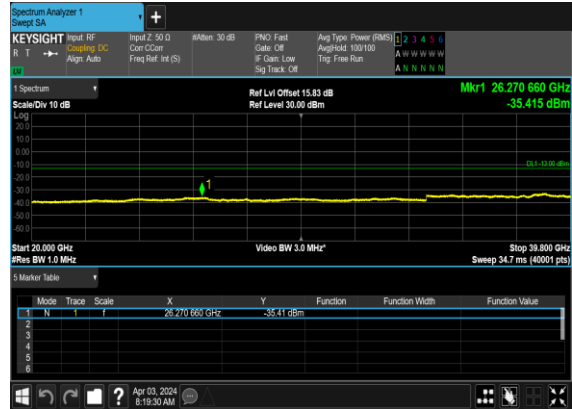 Spectrum Analyzer 1
Swept SA
KEYSIGHT
R T
Input: RF
Coupling: DC
Align: Auto
Input Z: 50 Ω
Corr CCorr
Freq Ref: Int (S)
#Atten: 30 dB
PNO: Fast
Gate: Off
IF Gain: Low
Sig Track: Off
Avg Type: Power (RMS)
Avg|Hold: 100/100
Trig: Free Run
1 2 3 4 5 6
A W W W W W
A N N N N N
1 Spectrum
Scale/Div 10 dB
Ref Lvl Offset 15.83 dB
Ref Level 30.00 dBm
Mkr1 26.270 660 GHz
-35.415 dBm
Log
20.0
10.0
0.00
-10.0
-20.0
-30.0
-40.0
-50.0
-60.0
DL1 -13.00 dBm
1
Start 20.000 GHz
#Res BW 1.0 MHz
Video BW 3.0 MHz*
Stop 39.800 GHz
Sweep 34.7 ms (40001 pts)
5 Marker Table
Mode Trace Scale X Y Function Function Width Function Value
1 N 1 f 26.270 660 GHz -35.41 dBm
2
3
4
5
6
?
Apr 03, 2024
8:19:30 AM